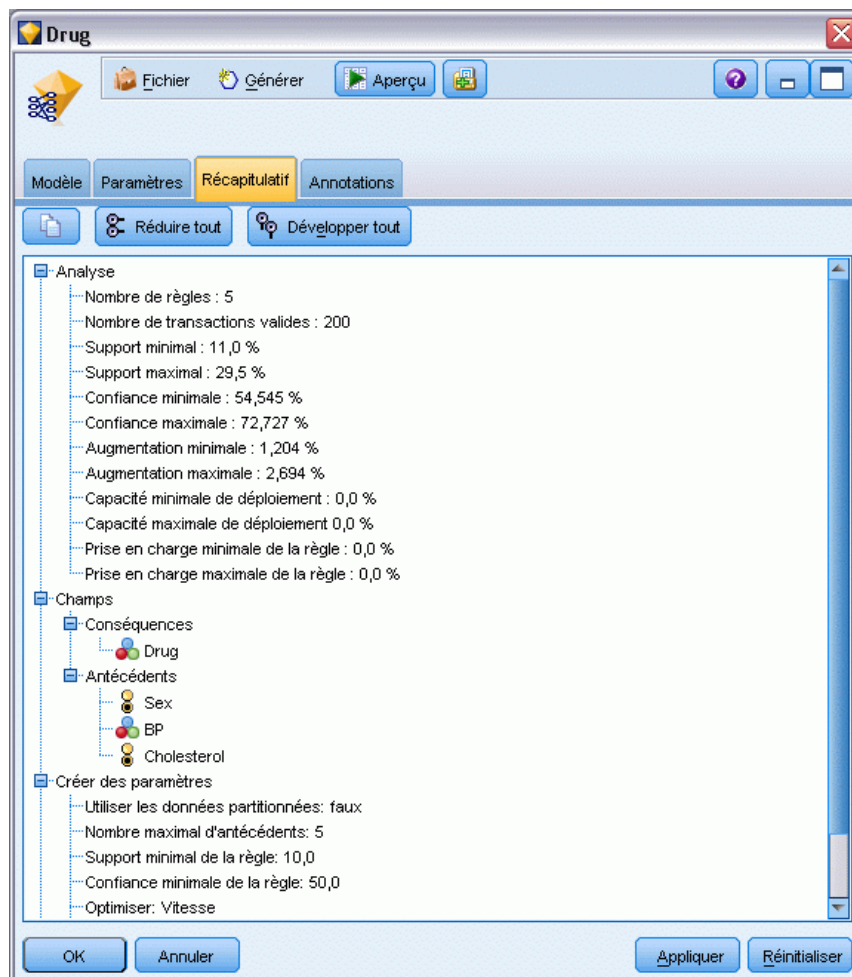 Drug
Fichier Générer Aperçu
Modèle Paramètres Récapitulatif Annotations
Réduire tout Développer tout
Analyse
Nombre de règles : 5
Nombre de transactions valides : 200
Support minimal : 11,0 %
Support maximal : 29,5 %
Confiance minimale : 54,545 %
Confiance maximale : 72,727 %
Augmentation minimale : 1,204 %
Augmentation maximale : 2,694 %
Capacité minimale de déploiement : 0,0 %
Capacité maximale de déploiement 0,0 %
Prise en charge minimale de la règle : 0,0 %
Prise en charge maximale de la règle : 0,0 %
Champs
Conséquences
Drug
Antécédents
Sex
BP
Cholesterol
Créer des paramètres
Utiliser les données partitionnées: faux
Nombre maximal d'antécédents: 5
Support minimal de la règle: 10,0
Confiance minimale de la règle: 50,0
Optimiser: Vitesse
OK Annuler Appliquer Réinitialiser